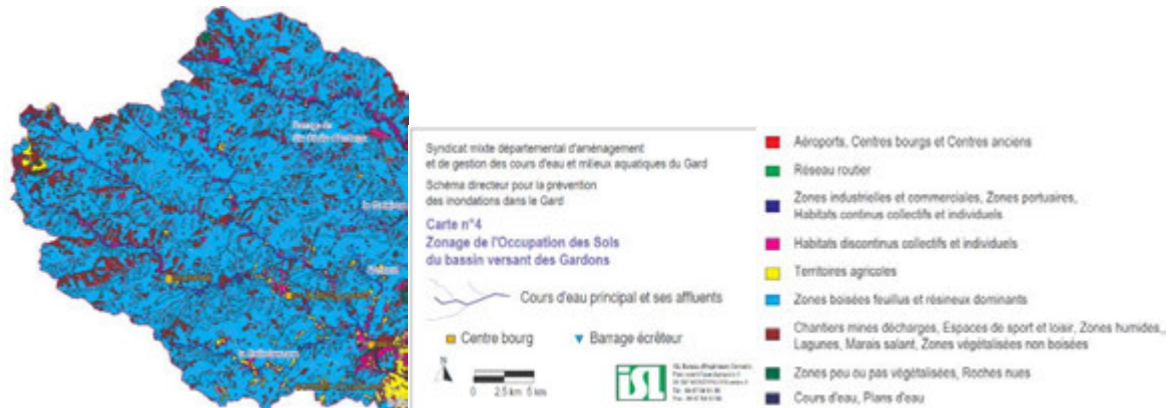 Syndicat mixte départemental d'aménagement
et de gestion des cours d'eau et milieux aquatiques du Gard
Schéma directeur pour la prévention
des inondations dans le Gard
Carte n°4
Zonage de l'Occupation des Sols
du bassin versant des Gardons
Cours d'eau principal et ses affluents
Centre bourg
Barrage écrêteur
N
0 2.5 km 5 km
isl
Aéroports, Centres bourgs et Centres anciens
Réseau routier
Zones industrielles et commerciales, Zones portuaires,
Habitats continus collectifs et individuels
Habitats discontinus collectifs et individuels
Territoires agricoles
Zones boisées feuillus et résineux dominants
Chantiers mines décharges, Espaces de sport et loisir, Zones humides,,
Lagunes, Marais salant, Zones végétalisées non boisées
Zones peu ou pas végétalisées, Roches nues
Cours d'eau, Plans d'eau